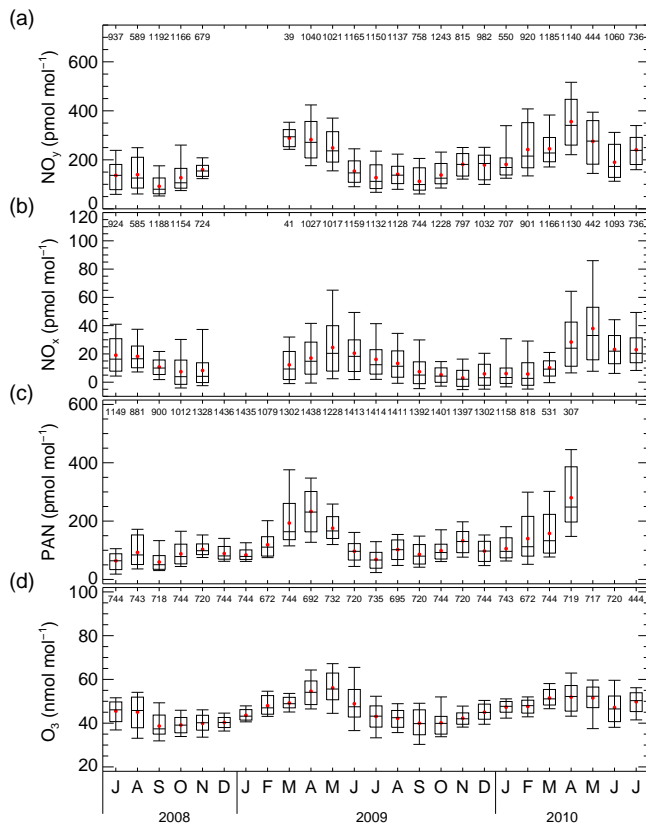 (a)
937 589 1192 1166 679 39 1040 1021 1165 1150 1137 758 1243 815 982 550 920 1185 1140 444 1060 736
600
400
200
0
NOy (pmol mol−1)
(b)
924 585 1188 1154 724 41 1027 1017 1159 1132 1128 744 1228 797 1032 707 901 1166 1130 442 1093 736
120
100
80
60
40
20
0
NOx (pmol mol−1)
(c)
1149 881 900 1012 1328 1436 1435 1079 1302 1438 1228 1413 1414 1411 1392 1401 1397 1302 1158 818 531 307
600
400
200
0
PAN (pmol mol−1)
(d)
744 743 718 744 720 744 744 672 744 692 732 720 735 695 720 744 720 744 743 672 744 719 717 720 444
100
80
60
40
20
O3 (nmol mol−1)
J A S O N D J F M A M J J A S O N D J F M A M J J
2008 2009 2010